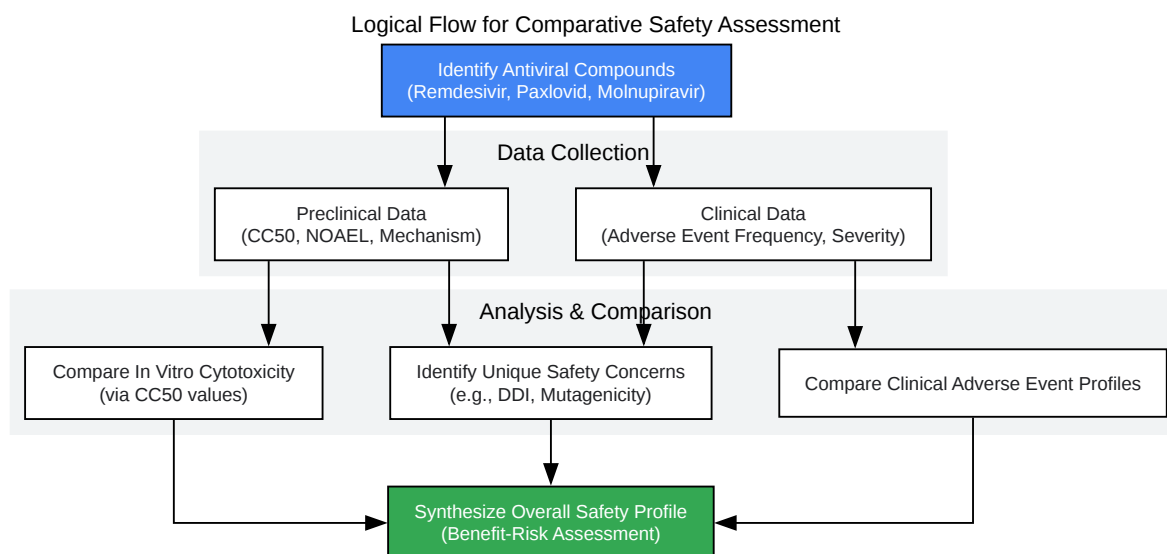 Logical Flow for Comparative Safety Assessment
Identify Antiviral Compounds
(Remdesivir, Paxlovid, Molnupiravir)
Data Collection
Preclinical Data
(CC50, NOAEL, Mechanism)
Clinical Data
(Adverse Event Frequency, Severity)
Analysis & Comparison
Compare In Vitro Cytotoxicity
(via CC50 values)
Identify Unique Safety Concerns
(e.g., DDI, Mutagenicity)
Compare Clinical Adverse Event Profiles
Synthesize Overall Safety Profile
(Benefit-Risk Assessment)